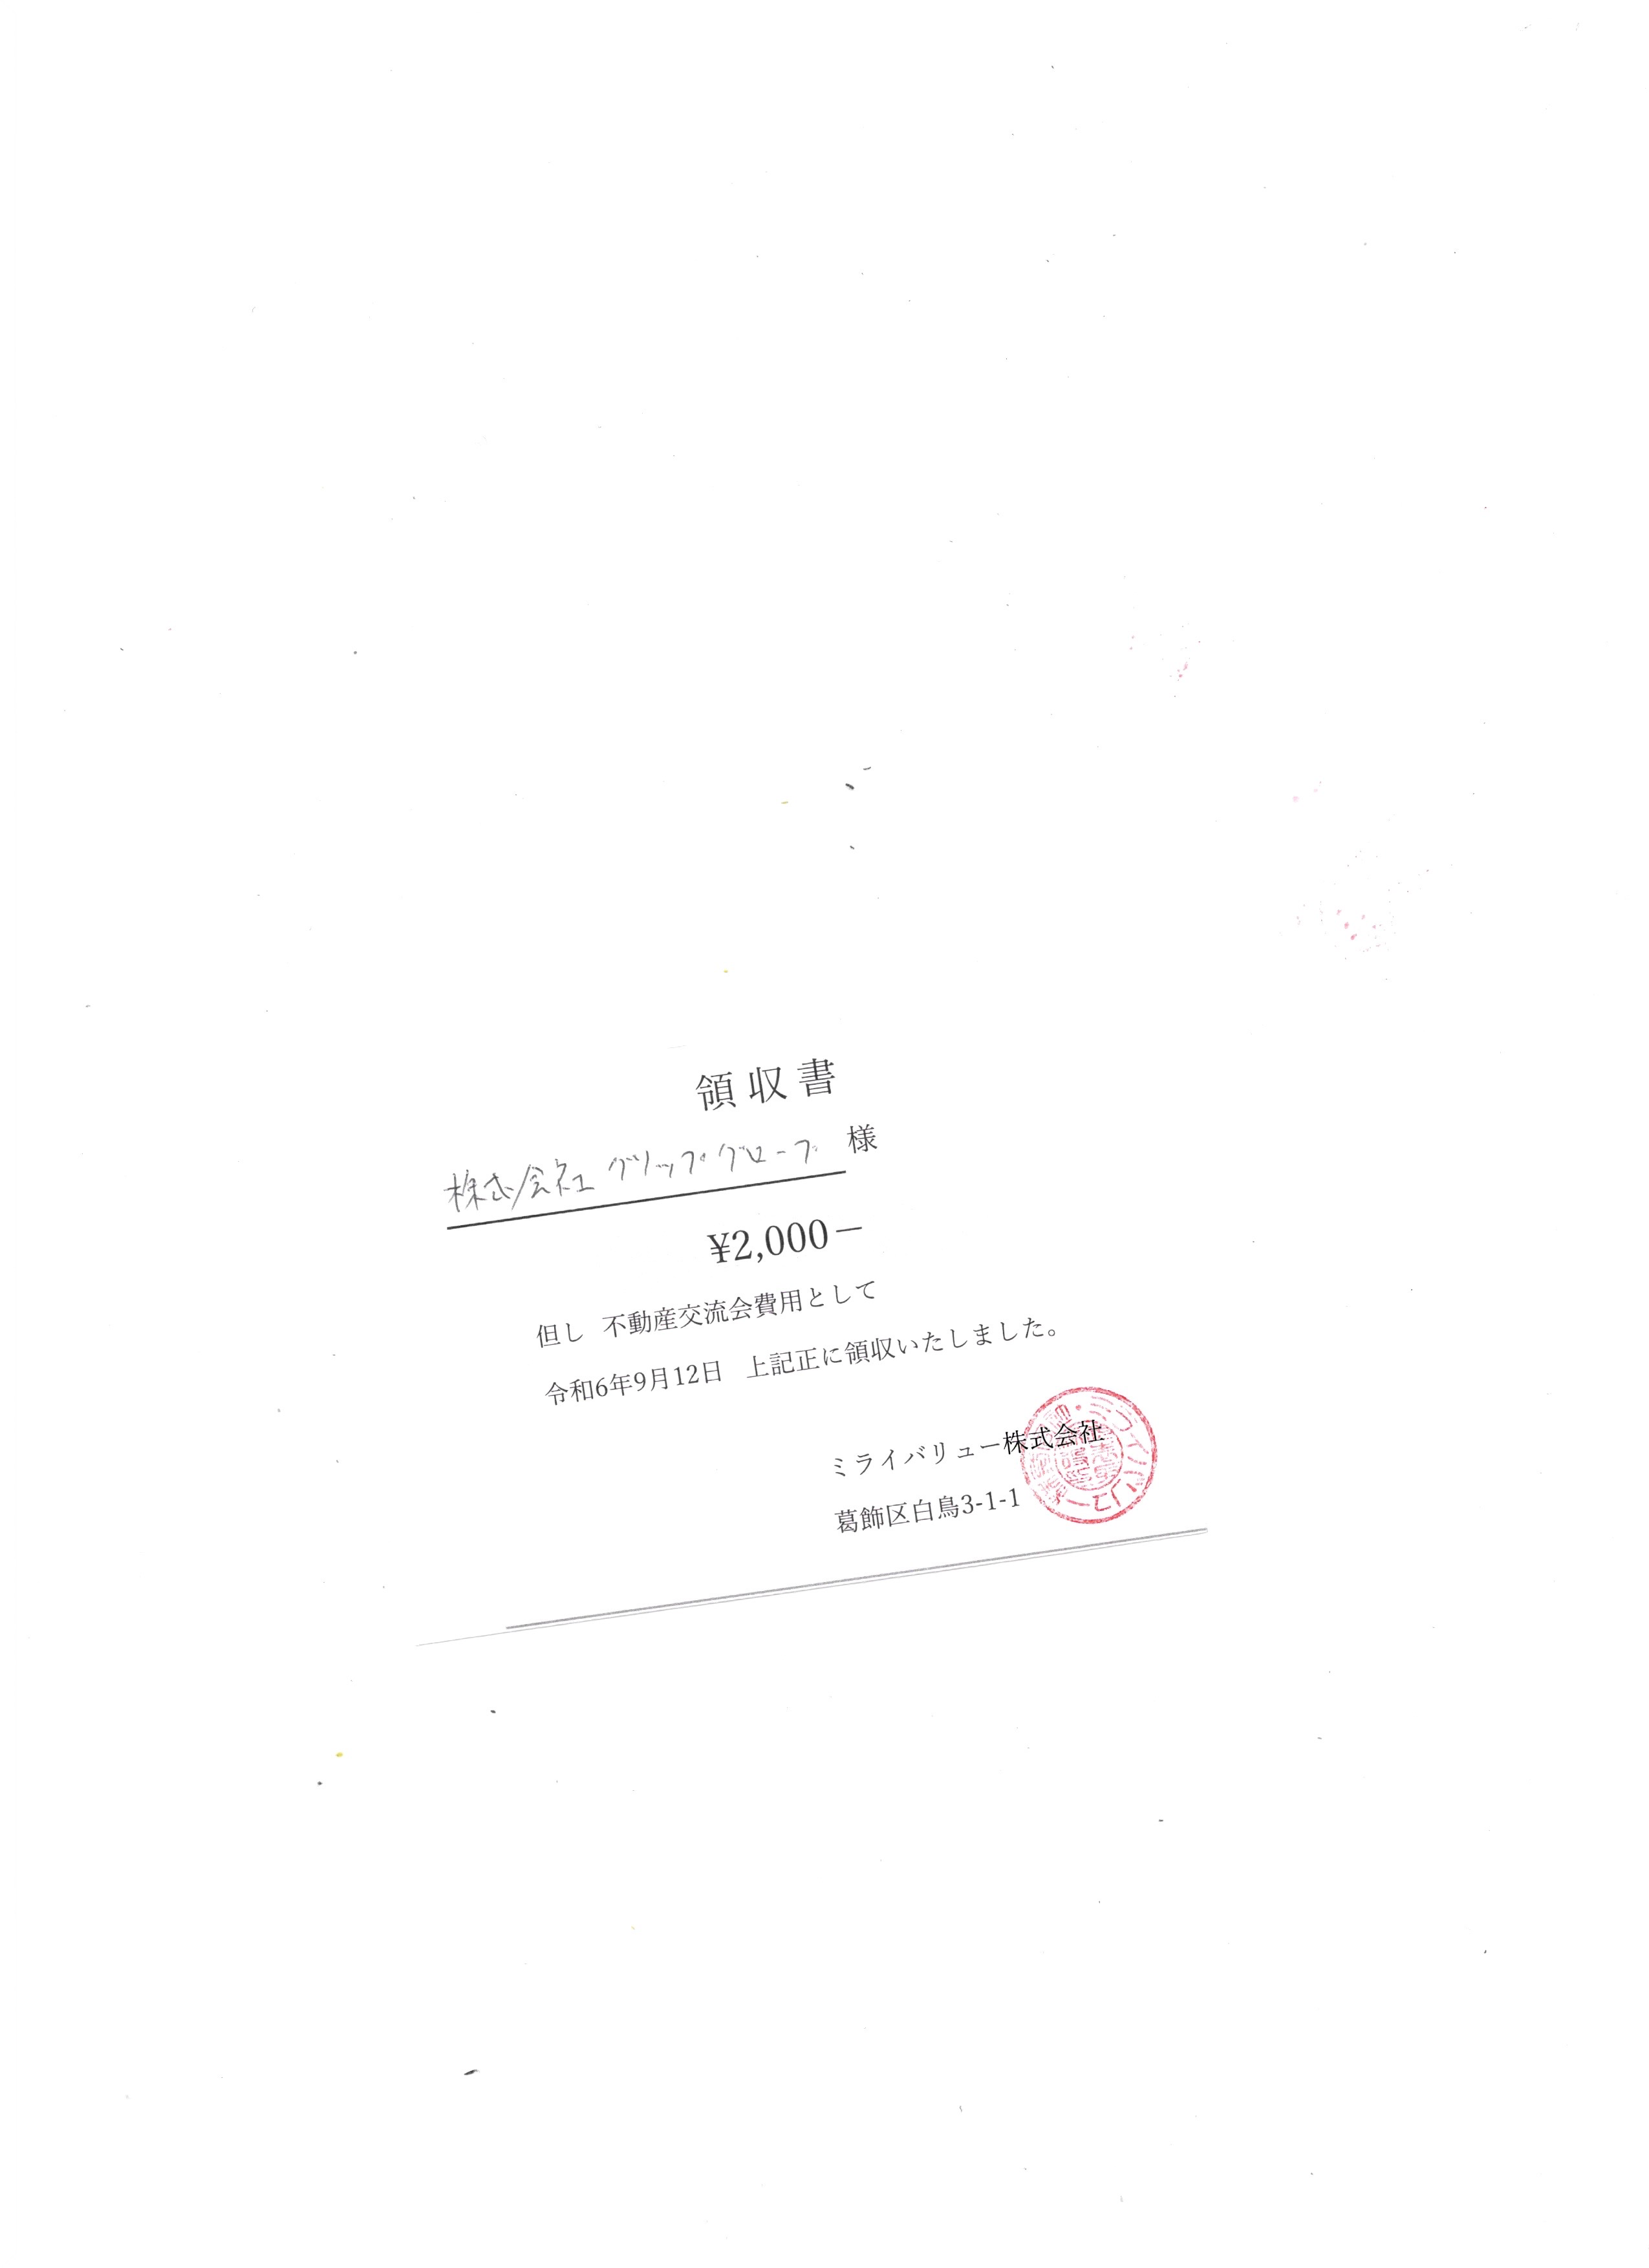 領収書
株式会社グリップグローブ 様
¥2,000－
但し 不動産交流会費用として
令和6年9月12日 上記正に領収いたしました。
ミライバリュー株式会社
葛飾区白鳥3-1-1